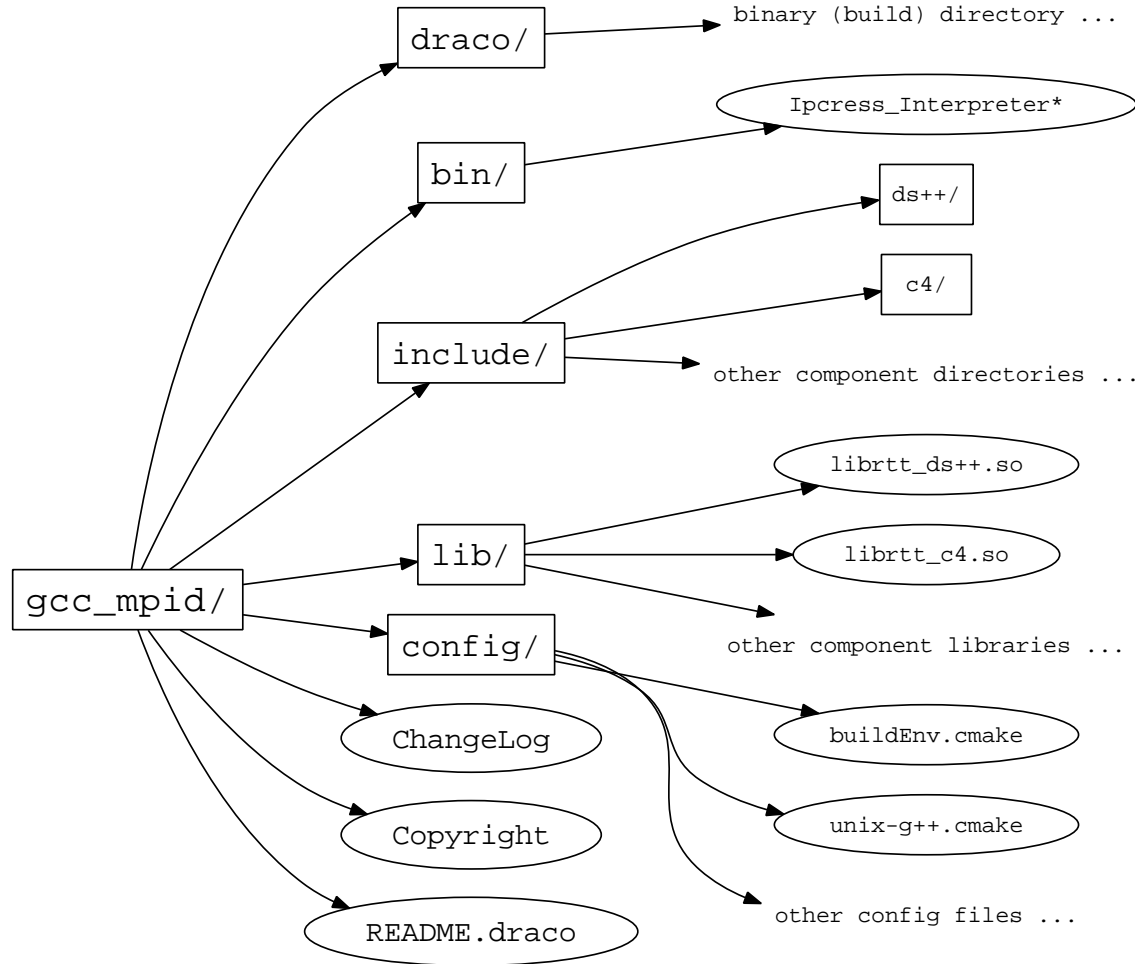 draco/
binary (build) directory ...
Ipcress_Interpreter*
bin/
ds++/
c4/
include/
other component directories ...
librtt_ds++.so
lib/
librtt_c4.so
gcc_mpid/
other component libraries ...
config/
ChangeLog
buildEnv.cmake
Copyright
unix-g++.cmake
other config files ...
README.draco